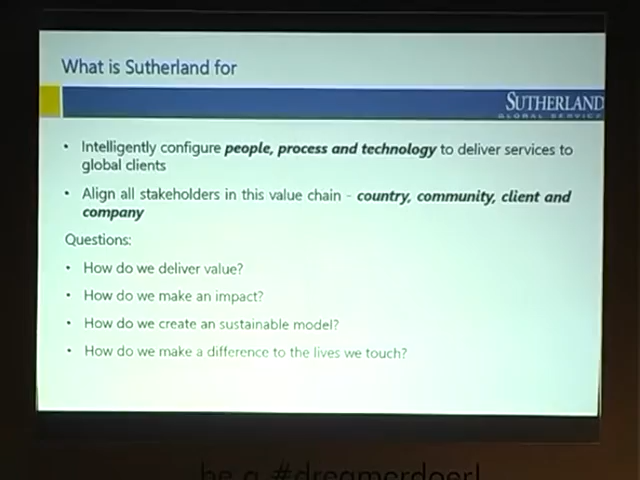 What is Sutherland for
SUTHERLAND
GLOBAL SERVICE
• Intelligently configure people, process and technology to deliver services to
global clients
• Align all stakeholders in this value chain - country, community, client and
company
Questions:
• How do we deliver value?
• How do we make an impact?
• How do we create an sustainable model?
• How do we make a difference to the lives we touch?
be a #dreamerdoer!